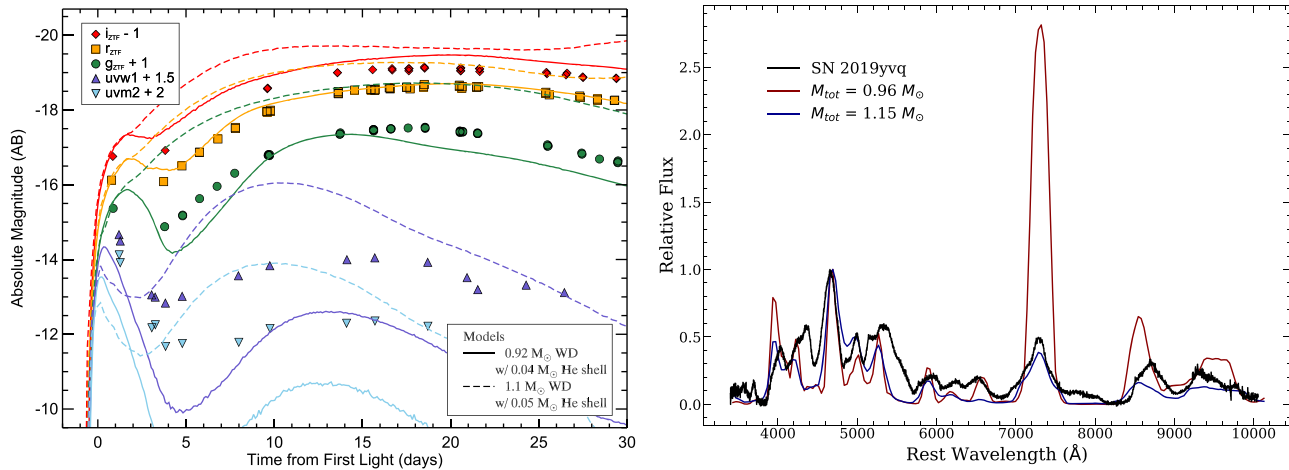 -20
-18
-16
-14
-12
-10
Absolute Magnitude (AB)
i_ZTF - 1
r_ZTF
g_ZTF + 1
uvw1 + 1.5
uvm2 + 2
Models
0.92 M⊙ WD
w/ 0.04 M⊙ He shell
1.1 M⊙ WD
w/ 0.05 M⊙ He shell
0 5 10 15 20 25 30
Time from First Light (days)
2.5
2.0
1.5
1.0
0.5
0.0
Relative Flux
SN 2019yvq
M_tot = 0.96 M⊙
M_tot = 1.15 M⊙
4000 5000 6000 7000 8000 9000 10000
Rest Wavelength (Å)